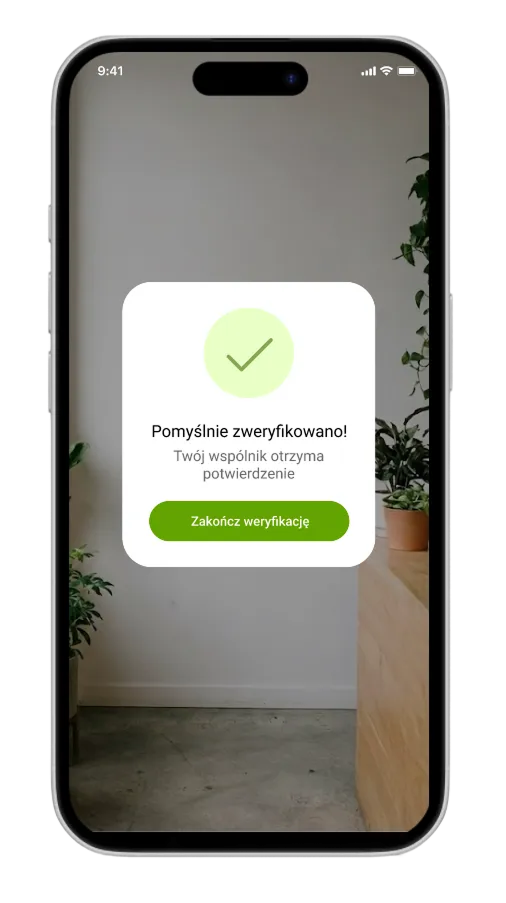 9:41
Pomyślnie zweryfikowano!
Twój wspólnik otrzyma
potwierdzenie
Zakończ weryfikację